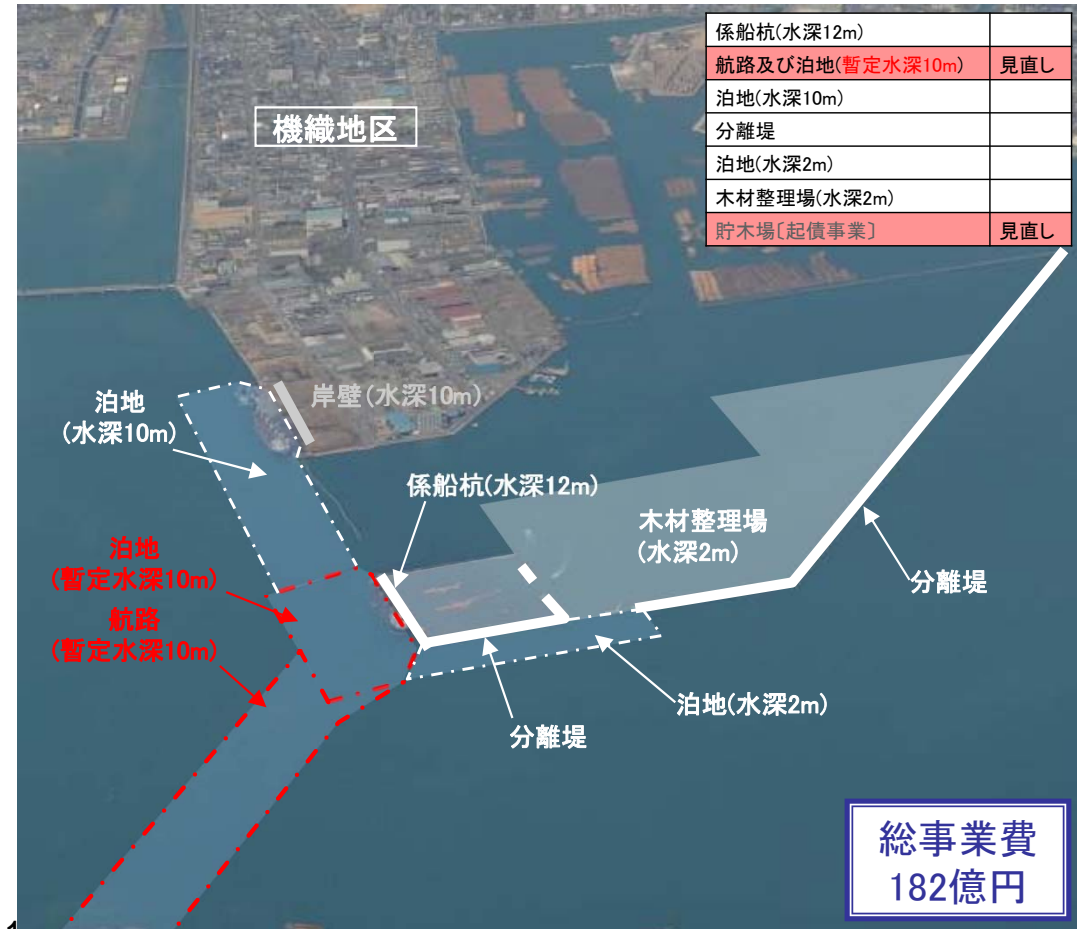 係船杭(水深12m)
航路及び泊地(暫定水深10m) 見直し
泊地(水深10m)
分離堤
泊地(水深2m)
木材整理場(水深2m)
貯木場〔起債事業〕 見直し
機織地区
岸壁(水深10m)
泊地
(水深10m)
係船杭(水深12m)
木材整理場
(水深2m)
泊地
(暫定水深10m)
航路
(暫定水深10m)
分離堤
泊地(水深2m)
分離堤
総事業費
182億円
1